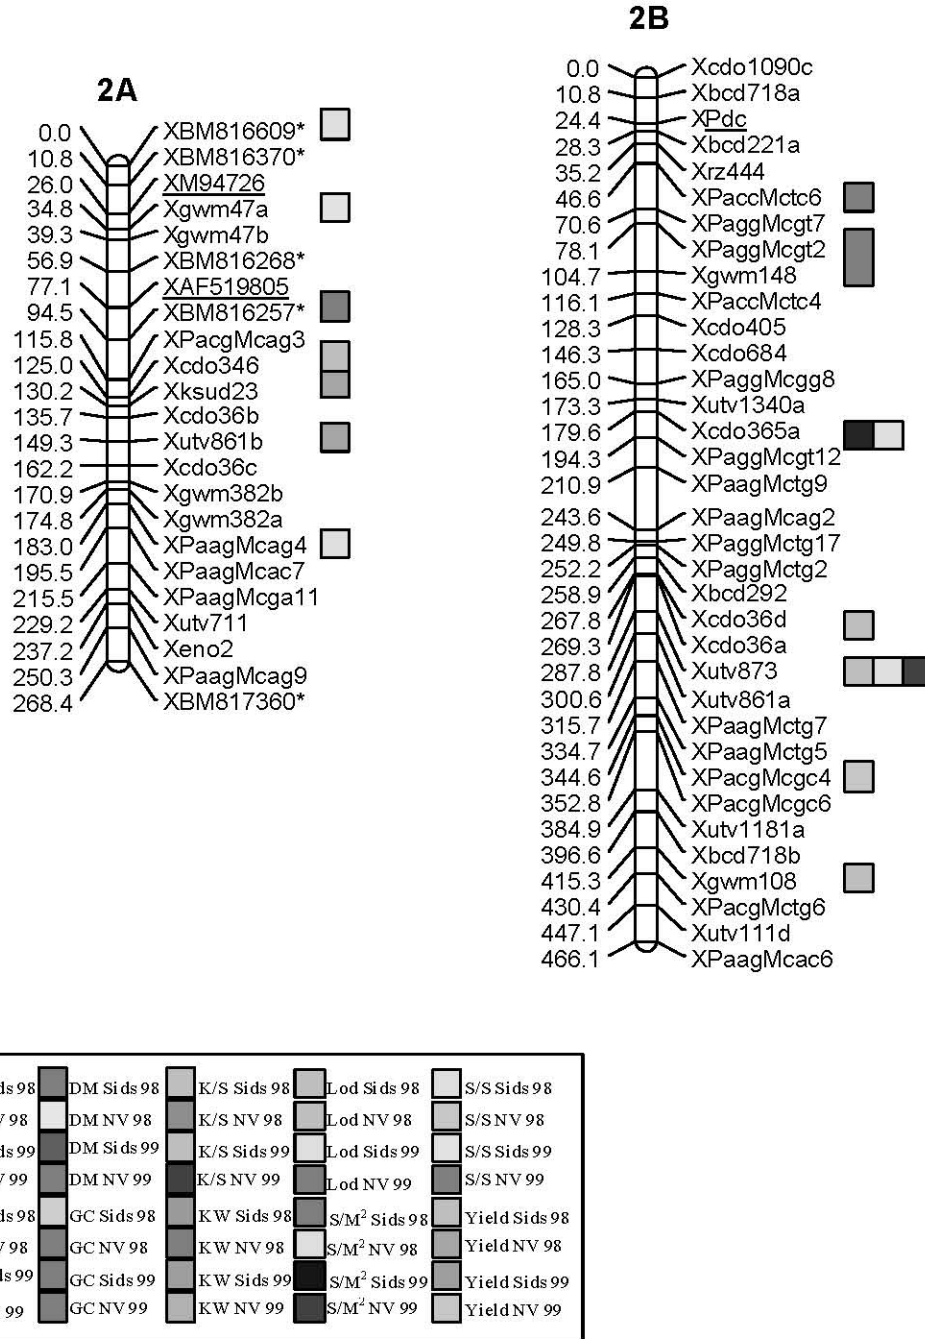 2B
2A
0.0 XBM816609*
10.8 XBM816370*
26.0 XM94726
34.8 Xgwm47a
39.3 Xgwm47b
56.9 XBM816268*
77.1 XAF519805
94.5 XBM816257*
115.8 XPacgMcag3
125.0 Xcdo346
130.2 Xksud23
135.7 Xcdo36b
149.3 Xutv861b
162.2 Xcdo36c
170.9 Xgwm382b
174.8 Xgwm382a
183.0 XPaagMcag4
195.5 XPaagMcac7
215.5 XPaagMcga11
229.2 Xutv711
237.2 Xeno2
250.3 XPaagMcag9
268.4 XBM817360*
0.0 Xcdo1090c
10.8 Xbcd718a
24.4 XPdc
28.3 Xbcd221a
35.2 Xrz444
46.6 XPaccMctc6
70.6 XPaggMcgt7
78.1 XPaggMcgt2
104.7 Xgwm148
116.1 XPaccMctc4
128.3 Xcdo405
146.3 Xcdo684
165.0 XPaggMcgg8
173.3 Xutv1340a
179.6 Xcdo365a
194.3 XPaggMcgt12
210.9 XPaagMctg9
243.6 XPaagMcag2
249.8 XPaggMctg17
252.2 XPaggMctg2
258.9 Xbcd292
267.8 Xcdo36d
269.3 Xcdo36a
287.8 Xutv873
300.6 Xutv861a
315.7 XPaagMctg7
334.7 XPaagMctg5
344.6 XPacgMcgc4
352.8 XPacgMcgc6
384.9 Xutv1181a
396.6 Xbcd718b
415.3 Xgwm108
430.4 XPacgMctg6
447.1 Xutv111d
466.1 XPaagMcac6
ds 98 DM Sids 98 K/S Sids 98 Lod Sids 98 S/S Sids 98
V 98 DM NV 98 K/S NV 98 Lod NV 98 S/S NV 98
ds 99 DM Sids 99 K/S Sids 99 Lod Sids 99 S/S Sids 99
V 99 DM NV 99 K/S NV 99 Lod NV 99 S/S NV 99
ds 98 GC Sids 98 KW Sids 98 S/M² Sids 98 Yield Sids 98
V 98 GC NV 98 KW NV 98 S/M² NV 98 Yield NV 98
ds 99 GC Sids 99 KW Sids 99 S/M² Sids 99 Yield Sids 99
99 GC NV 99 KW NV 99 S/M² NV 99 Yield NV 99